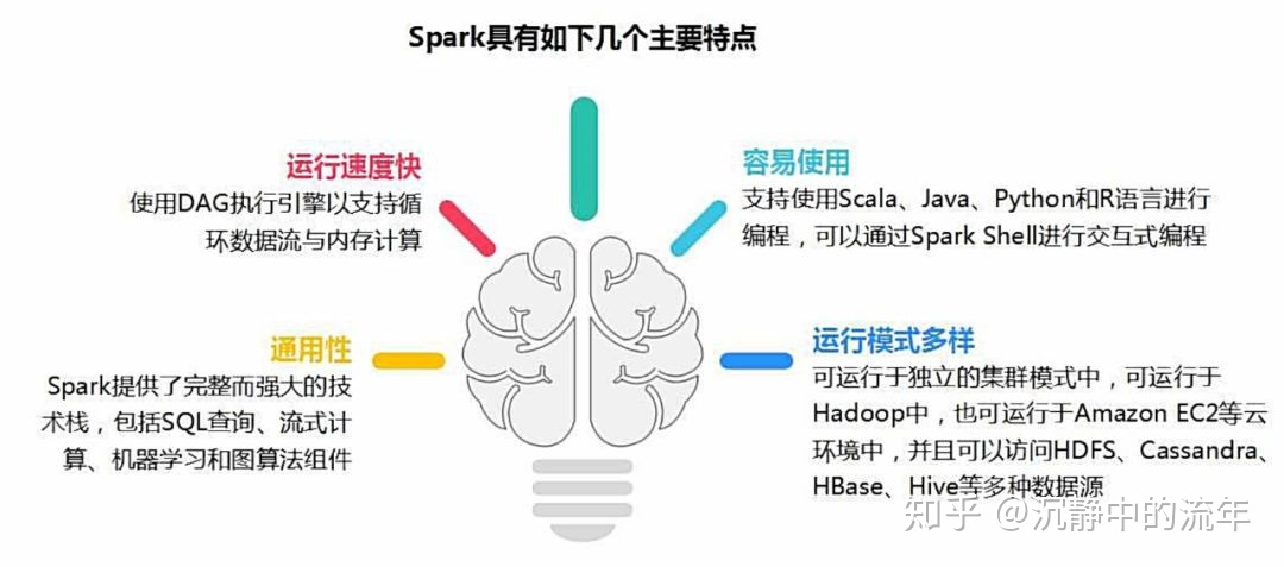 Spark具有如下几个主要特点
运行速度快
使用DAG执行引擎以支持循
环数据流与内存计算
容易使用
支持使用Scala、Java、Python和R语言进行
编程，可以通过Spark Shell进行交互式编程
通用性
Spark提供了完整而强大的技
术栈，包括SQL查询、流式计
算、机器学习和图算法组件
运行模式多样
可运行于独立的集群模式中，可运行于
Hadoop中，也可运行于Amazon EC2等云
环境中，并且可以访问HDFS、Cassandra、
HBase、Hive等多种数据源
知乎 @沉静中的流年